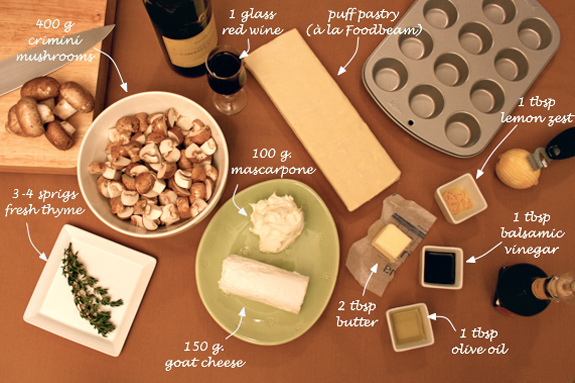 400 g
crimini
mushrooms
1 glass
red wine
puff pastry
(à la Foodbeam)
1 tbsp
lemon zest
100 g.
mascarpone
3-4 sprigs
fresh thyme
1 tbsp
balsamic
vinegar
2 tbsp
butter
1 tbsp
olive oil
150 g.
goat cheese